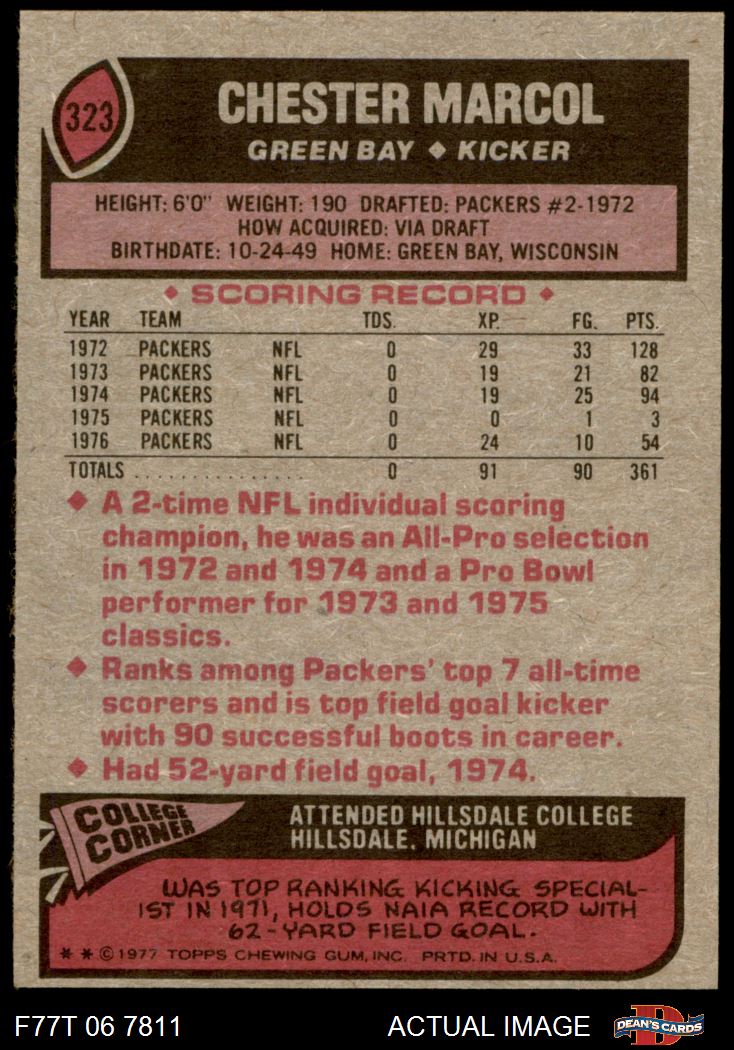 323
CHESTER MARCOL
GREEN BAY ◆ KICKER
HEIGHT: 6'0" WEIGHT: 190 DRAFTED: PACKERS #2-1972
HOW ACQUIRED: VIA DRAFT
BIRTHDATE: 10-24-49 HOME: GREEN BAY, WISCONSIN
◆ SCORING RECORD ◆
YEAR TEAM TDS. XP. FG. PTS.
1972 PACKERS NFL 0 29 33 128
1973 PACKERS NFL 0 19 21 82
1974 PACKERS NFL 0 19 25 94
1975 PACKERS NFL 0 0 1 3
1976 PACKERS NFL 0 24 10 54
TOTALS . . . . . . . . . . . . . . . . 0 91 90 361
◆ A 2-time NFL individual scoring
champion, he was an All-Pro selection
in 1972 and 1974 and a Pro Bowl
performer for 1973 and 1975
classics.
◆ Ranks among Packers' top 7 all-time
scorers and is top field goal kicker
with 90 successful boots in career.
◆ Had 52-yard field goal, 1974.
COLLEGE
CORNER
ATTENDED HILLSDALE COLLEGE
HILLSDALE, MICHIGAN
WAS TOP RANKING KICKING SPECIAL-
IST IN 1971, HOLDS NAIA RECORD WITH
62-YARD FIELD GOAL.
* * © 1977 TOPPS CHEWING GUM, INC. PRTD. IN U.S.A.
F77T 06 7811 ACTUAL IMAGE
D
DEAN'S CARDS